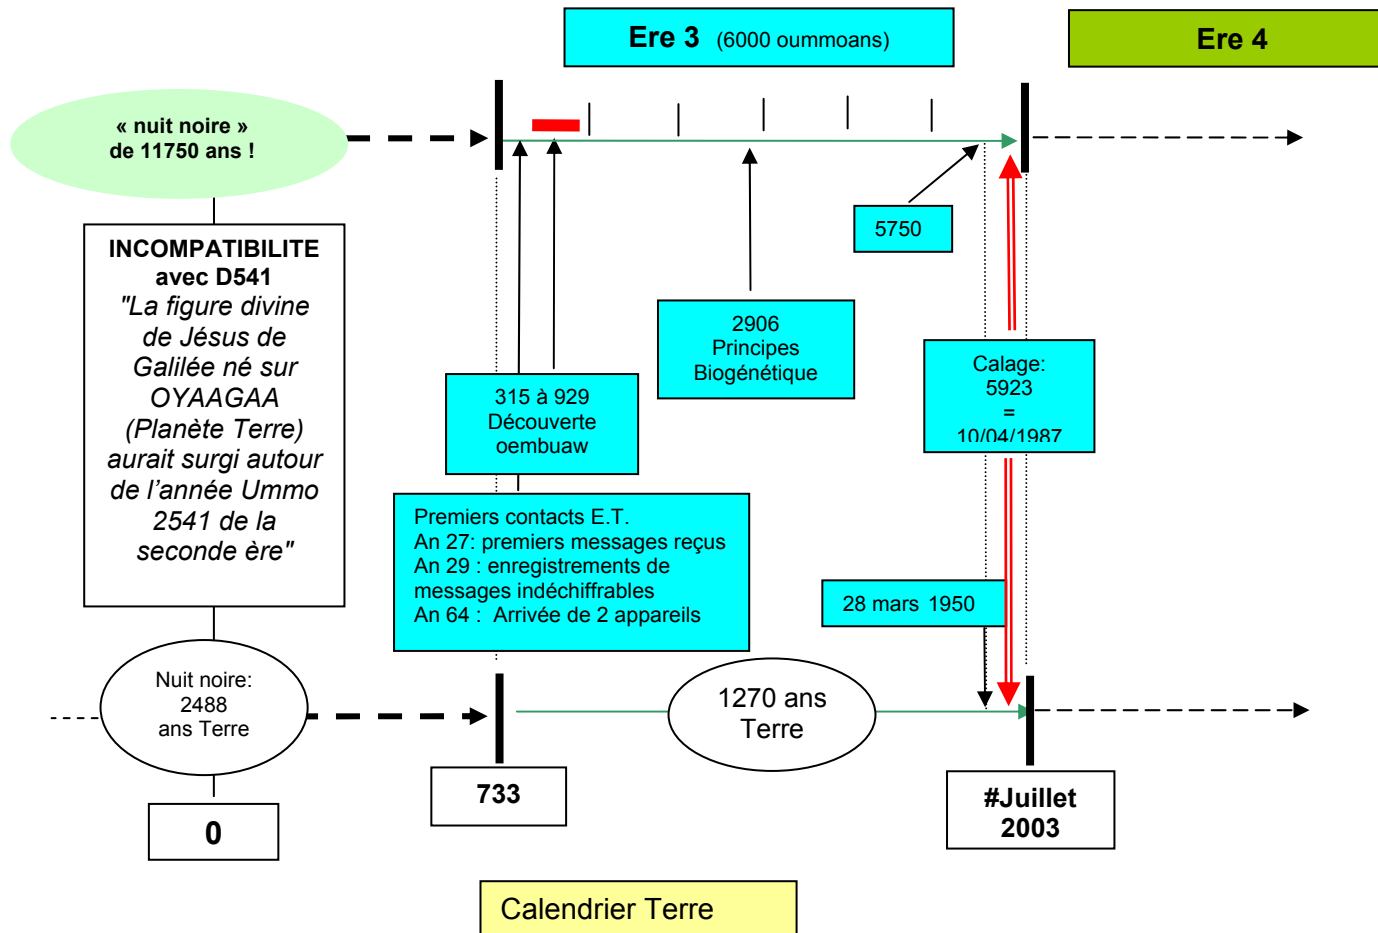 Ere 3 (6000 oummoans)
Ere 4
« nuit noire »
de 11750 ans !
5750
INCOMPATIBILITE
avec D541
"La figure divine
de Jésus de
Galilée né sur
OYAAGAA
(Planète Terre)
aurait surgi autour
de l'année Ummo
2541 de la
seconde ère"
2906
Principes
Biogénétique
Calage:
5923
=
10/04/1987
315 à 929
Découverte
oembuaw
Premiers contacts E.T.
An 27: premiers messages reçus
An 29 : enregistrements de
messages indéchiffrables
An 64 : Arrivée de 2 appareils
28 mars 1950
Nuit noire:
2488
ans Terre
1270 ans
Terre
733
#Juillet
2003
0
Calendrier Terre